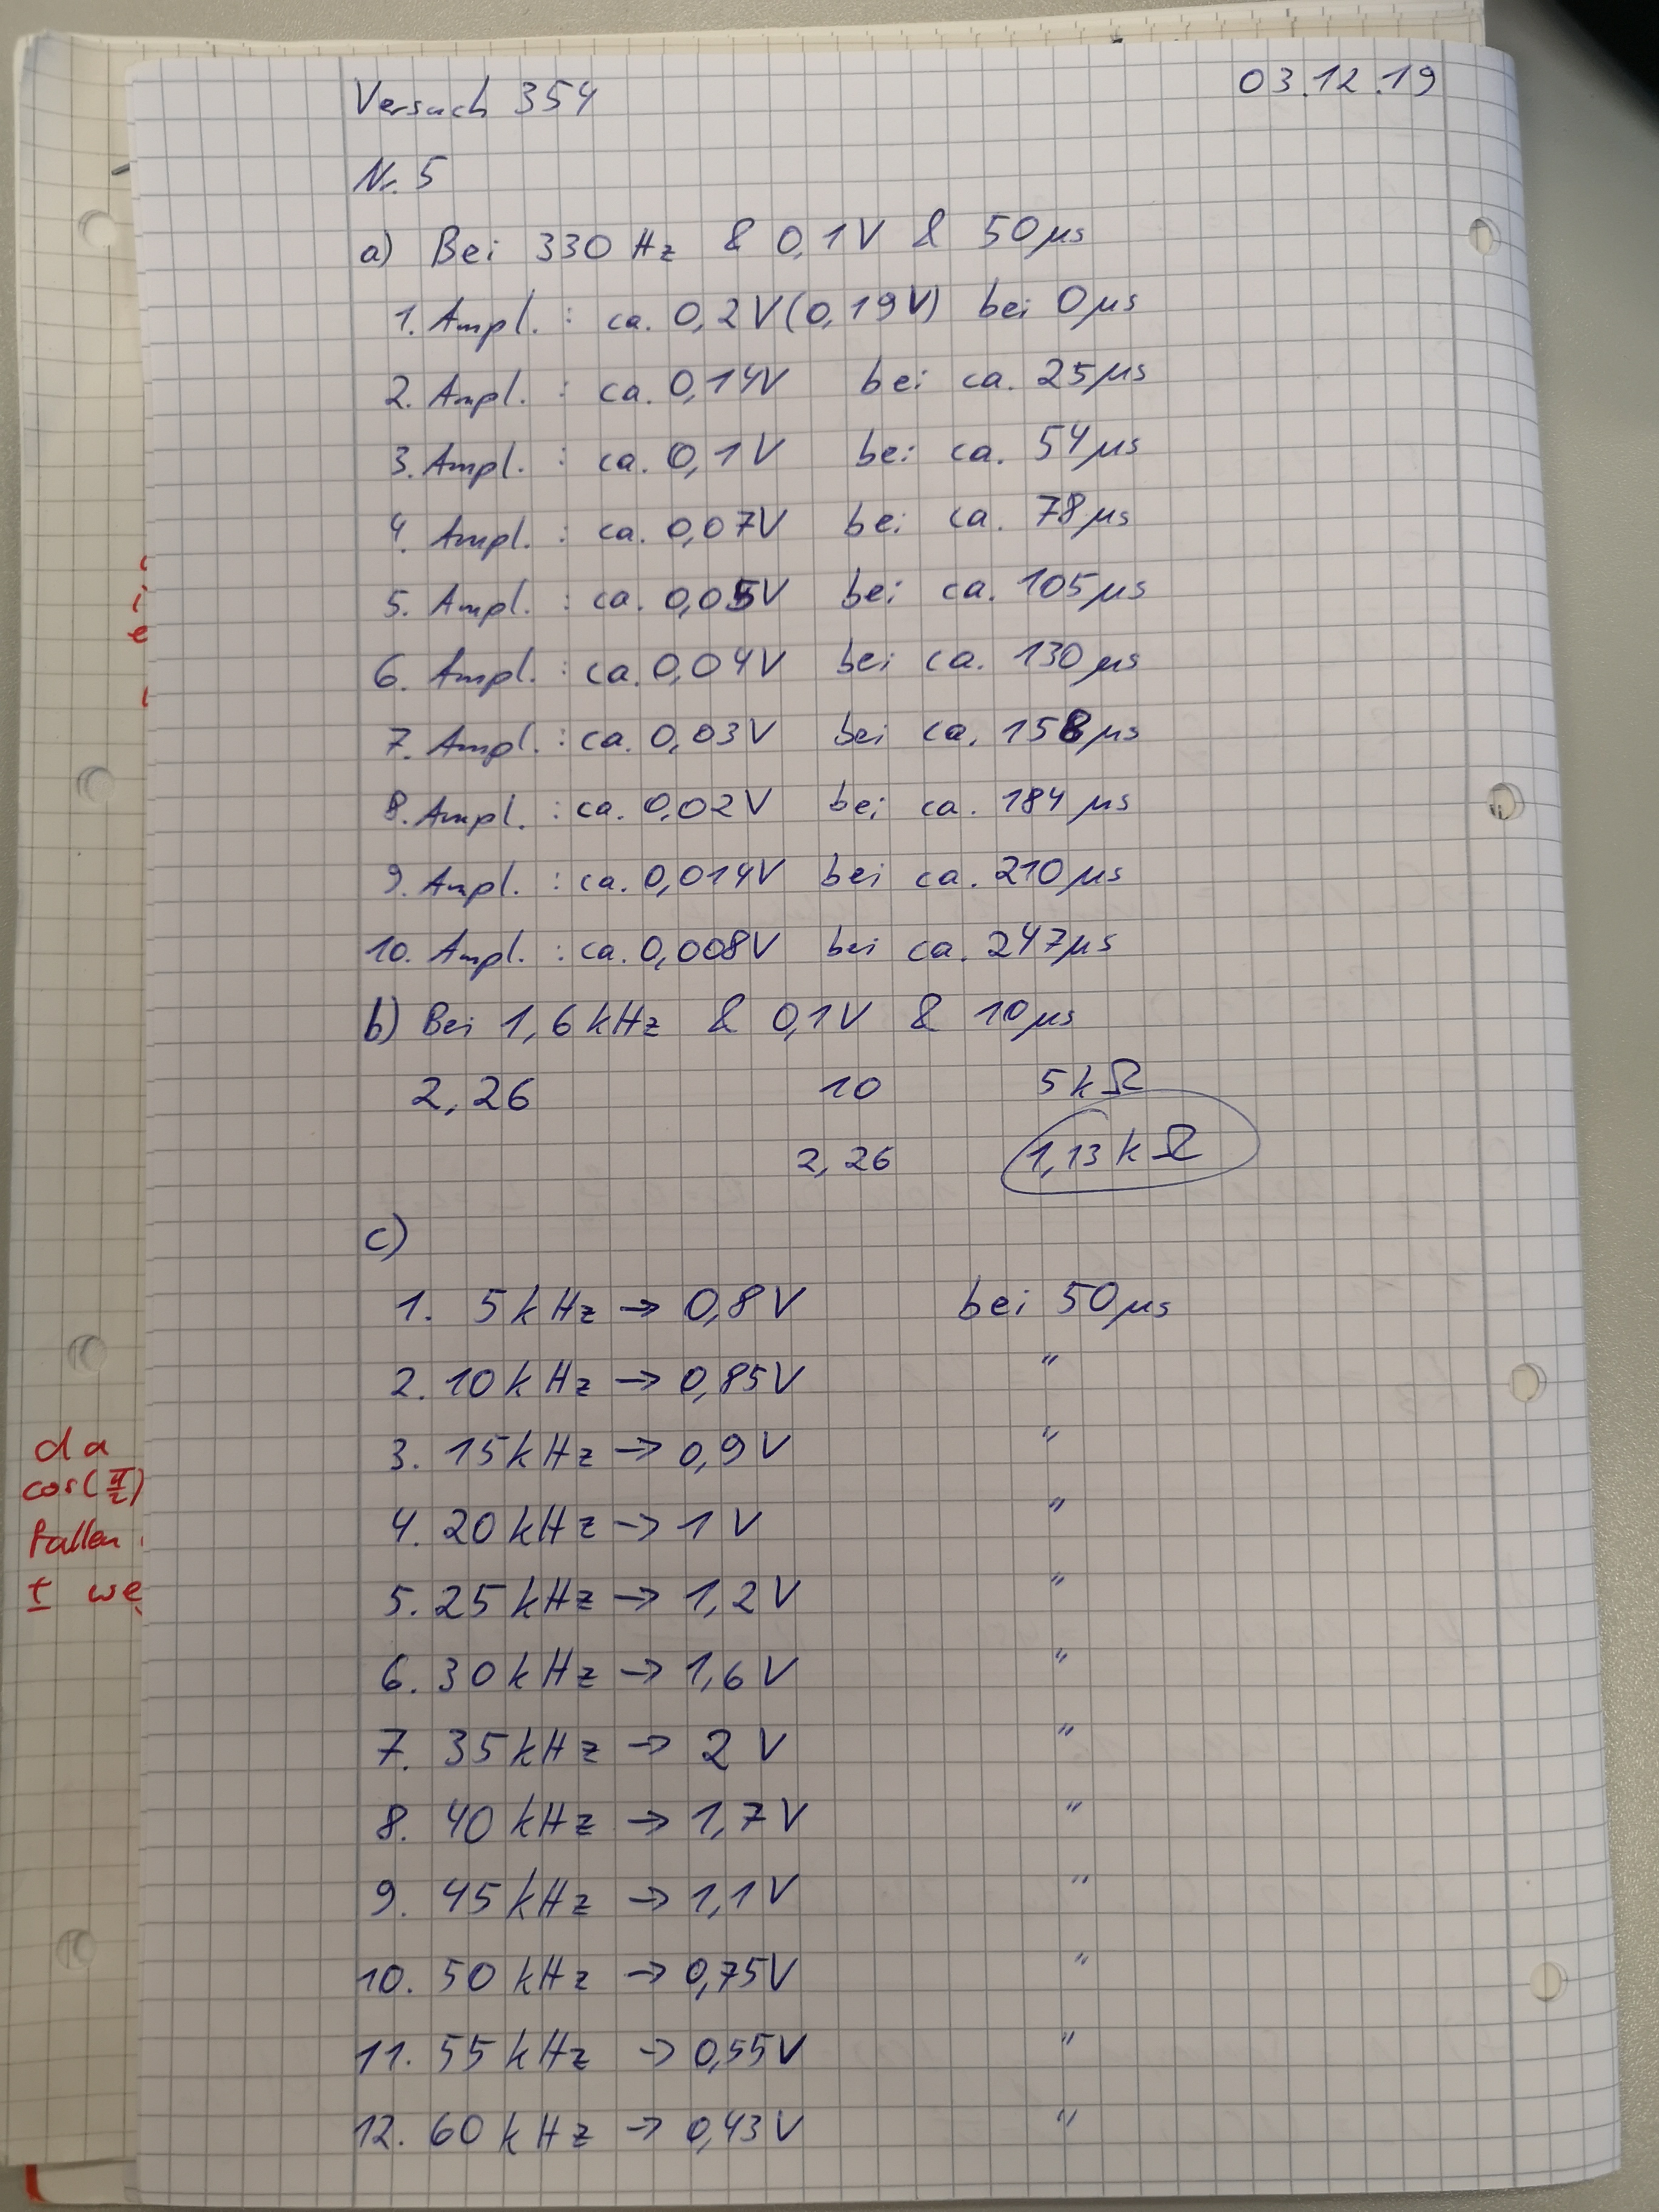 Versuch 354 03.12.19
Nr. 5
a) Bei 330 Hz & 0,1V & 50µs
1. Ampl. : ca. 0,2V (0,19V) bei 0µs
2. Ampl. : ca. 0,14V bei ca. 25µs
3. Ampl. : ca. 0,1V bei ca. 54µs
4. Ampl. : ca. 0,07V bei ca. 78µs
5. Ampl. : ca. 0,05V bei ca. 105µs
6. Ampl. : ca. 0,04V bei ca. 130µs
7. Ampl. : ca. 0,03V bei ca. 158µs
8. Ampl. : ca. 0,02V bei ca. 184µs
9. Ampl. : ca. 0,014V bei ca. 210µs
10. Ampl. : ca. 0,008V bei ca. 247µs
b) Bei 1,6 kHz & 0,1V & 10µs
2,26 10 5kΩ
2,26 1,13kΩ
c)
1. 5kHz → 0,8V bei 50µs
2. 10kHz → 0,85V "
3. 15kHz → 0,9V "
4. 20kHz → 1V "
5. 25kHz → 1,2V "
6. 30kHz → 1,6V "
7. 35kHz → 2V "
8. 40kHz → 1,7V "
9. 45kHz → 1,1V "
10. 50kHz → 0,75V "
11. 55kHz → 0,55V "
12. 60kHz → 0,43V "
da
cos(π/2)
fallen
t we